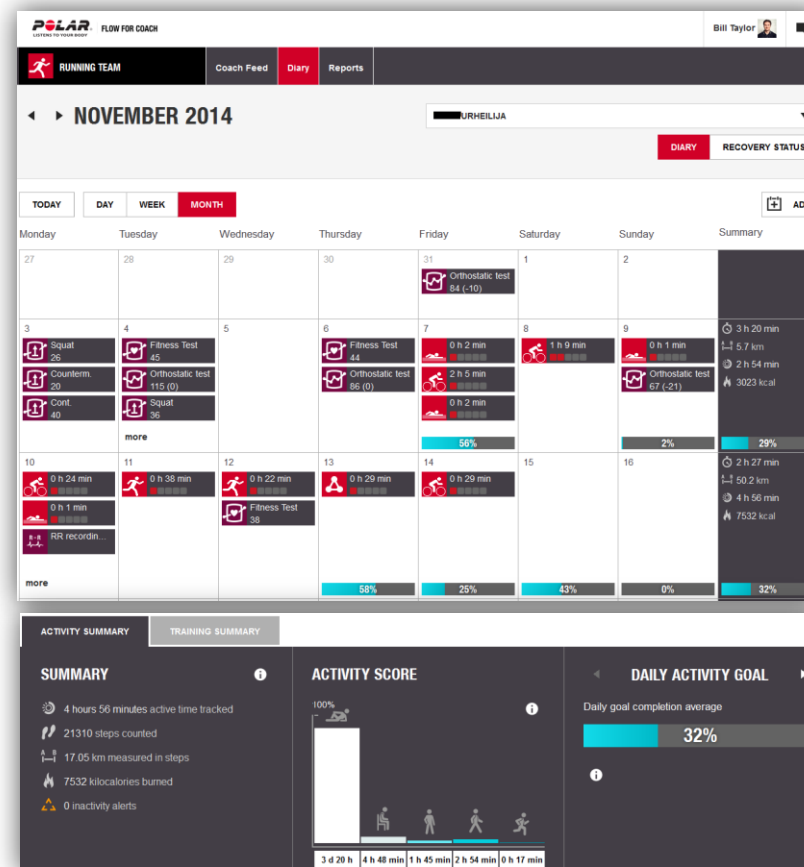 POLAR
LISTENS TO YOUR BODY
FLOW FOR COACH
Bill Taylor
RUNNING TEAM
Coach Feed Diary Reports
NOVEMBER 2014
URHEILIJA
DIARY RECOVERY STATUS
TODAY DAY WEEK MONTH
AD
Monday Tuesday Wednesday Thursday Friday Saturday Sunday Summary
27 28 29 30 31 1 2
Orthostatic test
84 (-10)
3 4 5 6 7 8 9
Squat
26
Counterm.
20
Cont.
40
Fitness Test
45
Orthostatic test
115 (0)
Squat
36
more
Fitness Test
44
Orthostatic test
86 (0)
0 h 2 min
2 h 5 min
0 h 2 min
56%
1 h 9 min
0 h 1 min
Orthostatic test
67 (-21)
2%
3 h 20 min
5.7 km
2 h 54 min
3023 kcal
29%
10 11 12 13 14 15 16
0 h 24 min
0 h 1 min
R-R
RR recordin...
more
0 h 38 min
0 h 22 min
Fitness Test
38
0 h 29 min
58%
0 h 29 min
25%
43%
0%
2 h 27 min
50.2 km
4 h 56 min
7532 kcal
32%
ACTIVITY SUMMARY TRAINING SUMMARY
SUMMARY
4 hours 56 minutes active time tracked
21310 steps counted
A B
17.05 km measured in steps
7532 kilocalories burned
0 inactivity alerts
ACTIVITY SCORE
100%
3 d 20 h 4 h 48 min 1 h 45 min 2 h 54 min 0 h 17 min
DAILY ACTIVITY GOAL
Daily goal completion average
32%